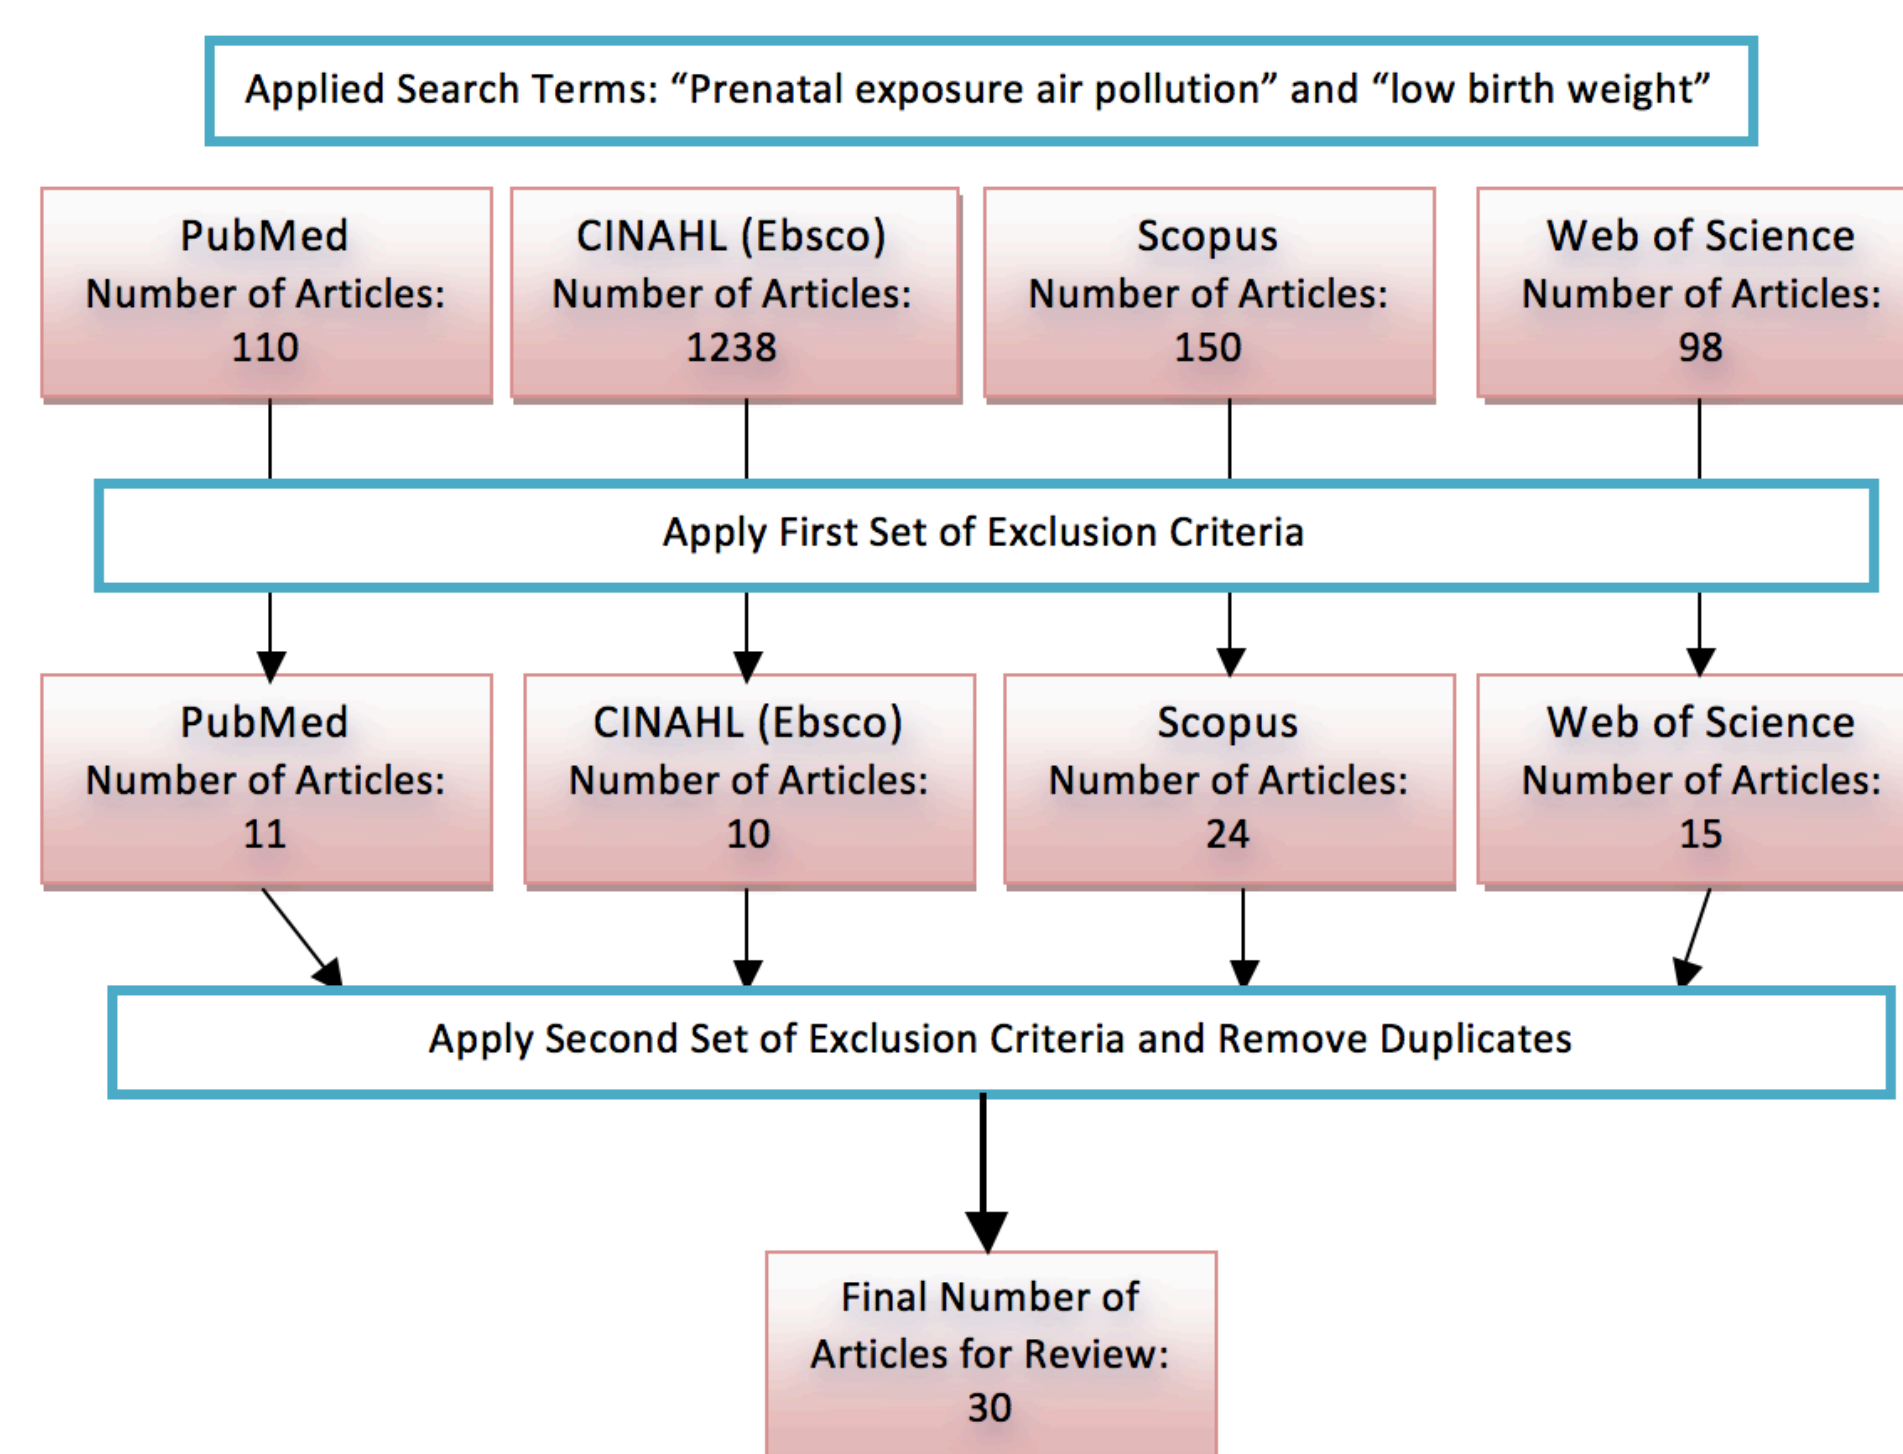 Applied Search Terms: “Prenatal exposure air pollution” and “low birth weight”
PubMed
Number of Articles:
110
CINAHL (Ebsco)
Number of Articles:
1238
Scopus
Number of Articles:
150
Web of Science
Number of Articles:
98
Apply First Set of Exclusion Criteria
PubMed
Number of Articles:
11
CINAHL (Ebsco)
Number of Articles:
10
Scopus
Number of Articles:
24
Web of Science
Number of Articles:
15
Apply Second Set of Exclusion Criteria and Remove Duplicates
Final Number of
Articles for Review:
30